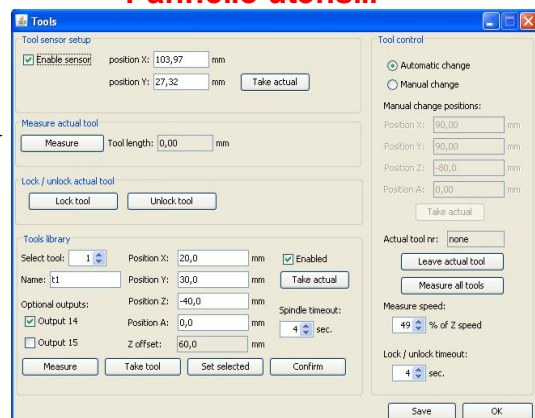 Pannello utensili
Tools
Tool sensor setup
Enable sensor position X: 103,97 mm
position Y: 27,32 mm Take actual
Measure actual tool
Measure Tool length: 0,00 mm
Lock / unlock actual tool
Lock tool Unlock tool
Tools library
Select tool: 1 Position X: 20,0 mm Enabled
Name: t1 Position Y: 30,0 mm Take actual
Optional outputs: Position Z: -40,0 mm Spindle timeout:
Output 14 Position A: 0,0 mm 4 sec.
Output 15 Z offset: 60,0 mm
Measure Take tool Set selected Confirm
Tool control
Automatic change
Manual change
Manual change positions:
Position X: 90,00 mm
Position Y: 90,00 mm
Position Z: -80,0 mm
Position A: 0,00 mm
Take actual
Actual tool nr: none
Leave actual tool
Measure all tools
Measure speed:
49 % of Z speed
Lock / unlock timeout:
4 sec.
Save OK